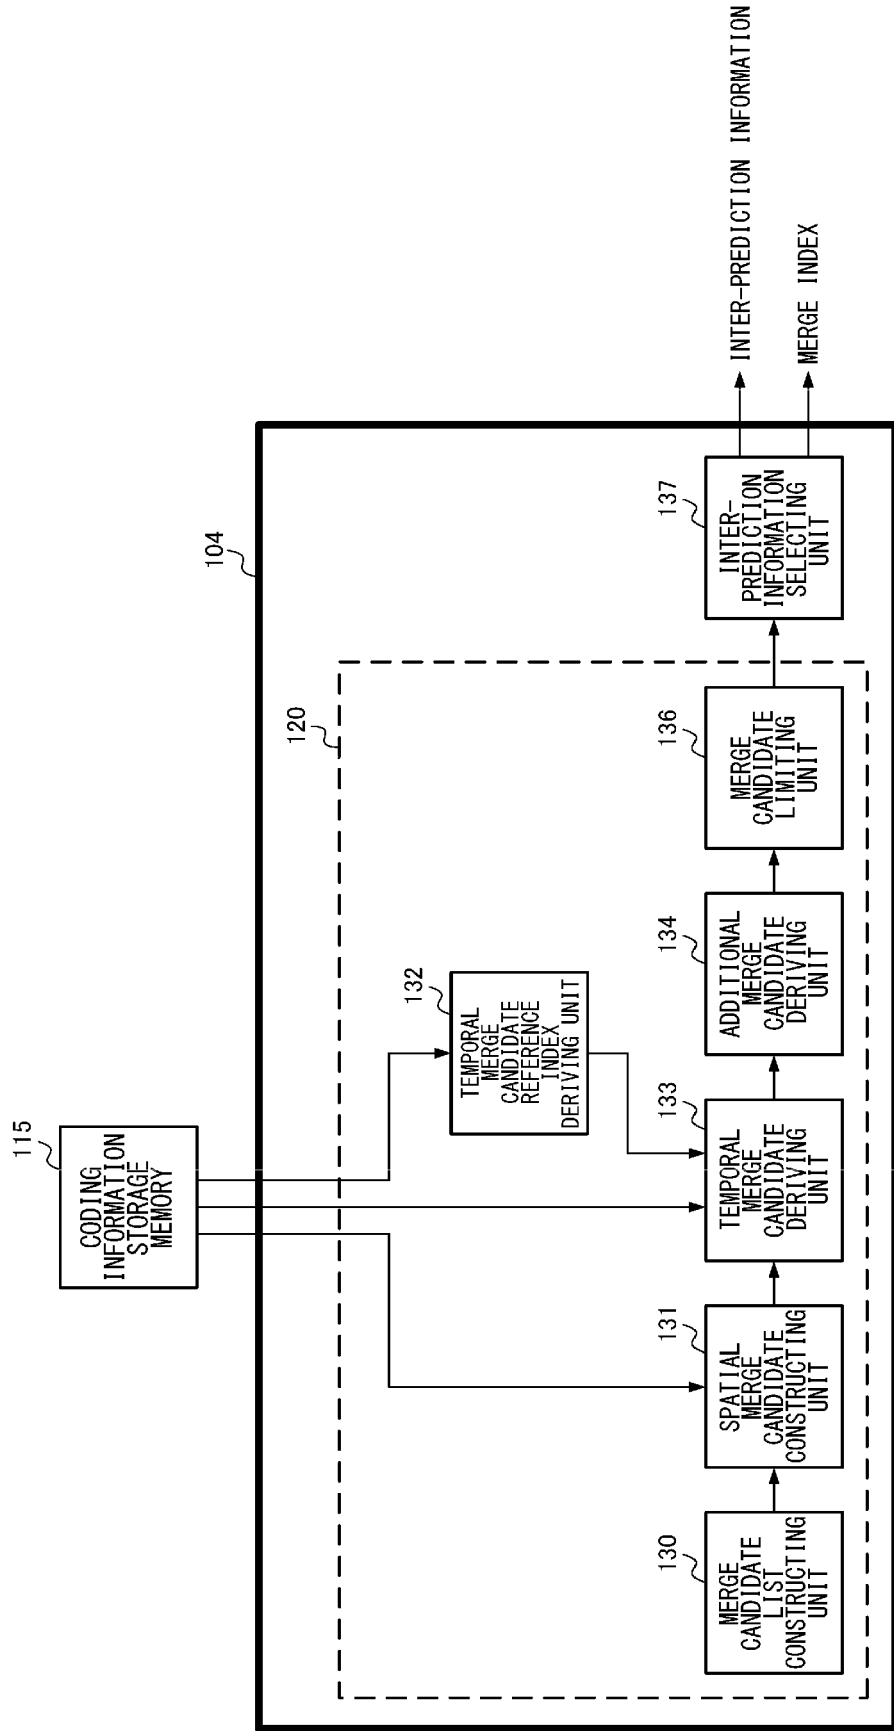 115
CODING
INFORMATION
STORAGE
MEMORY
104
120
132
TEMPORAL
MERGE
CANDIDATE
REFERENCE
INDEX
DERIVING UNIT
130
MERGE
CANDIDATE
LIST
CONSTRUCTING
UNIT
131
SPATIAL
MERGE
CANDIDATE
CONSTRUCTING
UNIT
133
TEMPORAL
MERGE
CANDIDATE
DERIVING
UNIT
134
ADDITIONAL
MERGE
CANDIDATE
DERIVING
UNIT
136
MERGE
CANDIDATE
LIMITING
UNIT
137
INTER-
PREDICTION
INFORMATION
SELECTING
UNIT
INTER-PREDICTION INFORMATION
MERGE INDEX